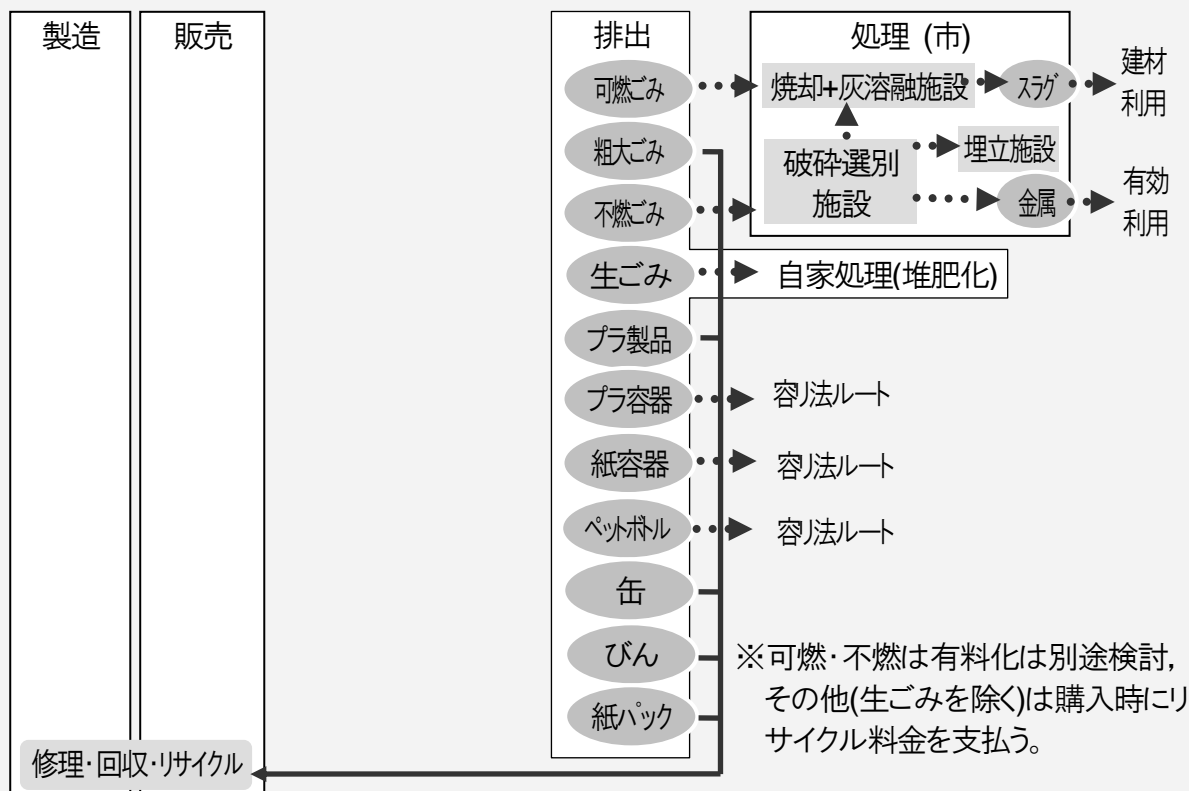 製造
販売
排出
処理 (市)
可燃ごみ
焼却+灰溶融施設
スラグ
建材
利用
粗大ごみ
破砕選別
施設
埋立施設
不燃ごみ
金属
有効
利用
生ごみ
自家処理(堆肥化)
プラ製品
プラ容器
容リ法ルート
紙容器
容リ法ルート
ペットボトル
容リ法ルート
缶
びん
紙パック
※可燃・不燃は有料化は別途検討,
その他(生ごみを除く)は購入時にリ
サイクル料金を支払う。
修理・回収・リサイクル